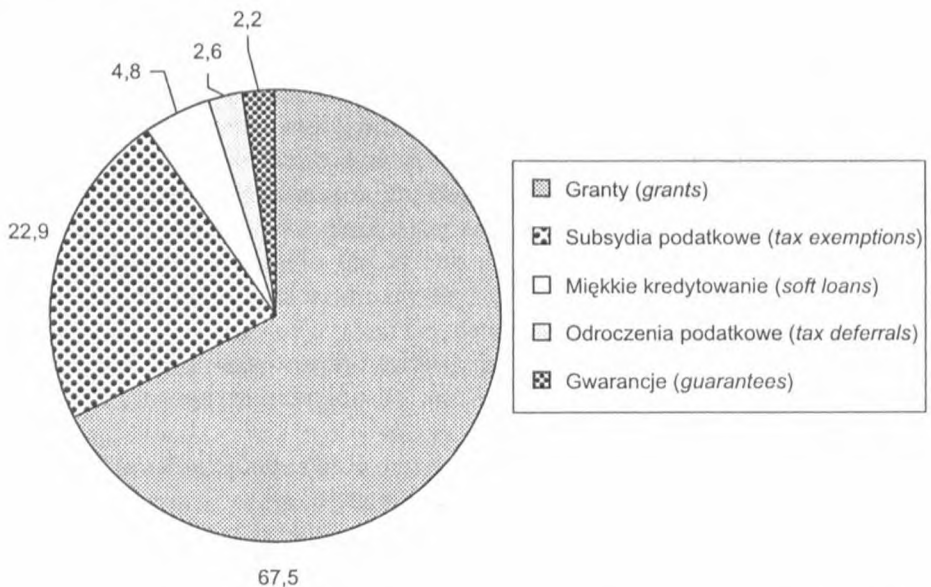 2,2
2,6
4,8
22,9
67,5
Granty (grants)
Subsydia podatkowe (tax exemptions)
Miękkie kredytowanie (soft loans)
Odroczenia podatkowe (tax deferrals)
Gwarancje (guarantees)